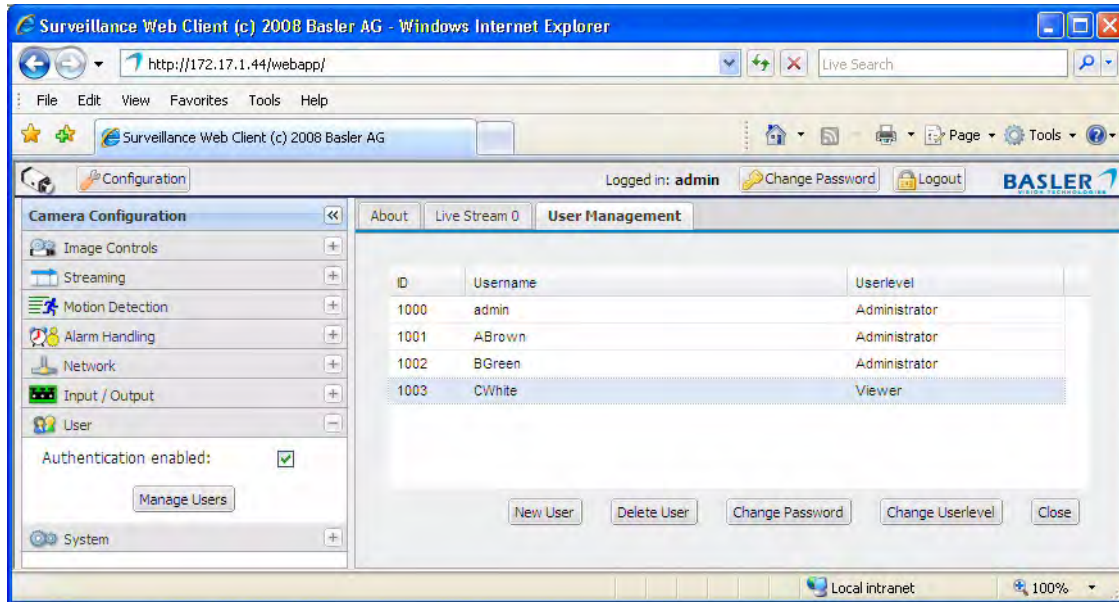 Surveillance Web Client (c) 2008 Basler AG - Windows Internet Explorer
http://172.17.1.44/webapp/
Live Search
File Edit View Favorites Tools Help
Surveillance Web Client (c) 2008 Basler AG
Page Tools
Configuration
Logged in: admin
Change Password
Logout
BASLER
VISION TECHNOLOGIES
Camera Configuration
About
Live Stream 0
User Management
Image Controls
Streaming
Motion Detection
Alarm Handling
Network
Input / Output
User
Authentication enabled:
Manage Users
System
ID Username Userlevel
1000 admin Administrator
1001 ABrown Administrator
1002 BGreen Administrator
1003 CWhite Viewer
New User
Delete User
Change Password
Change Userlevel
Close
Local intranet
100%